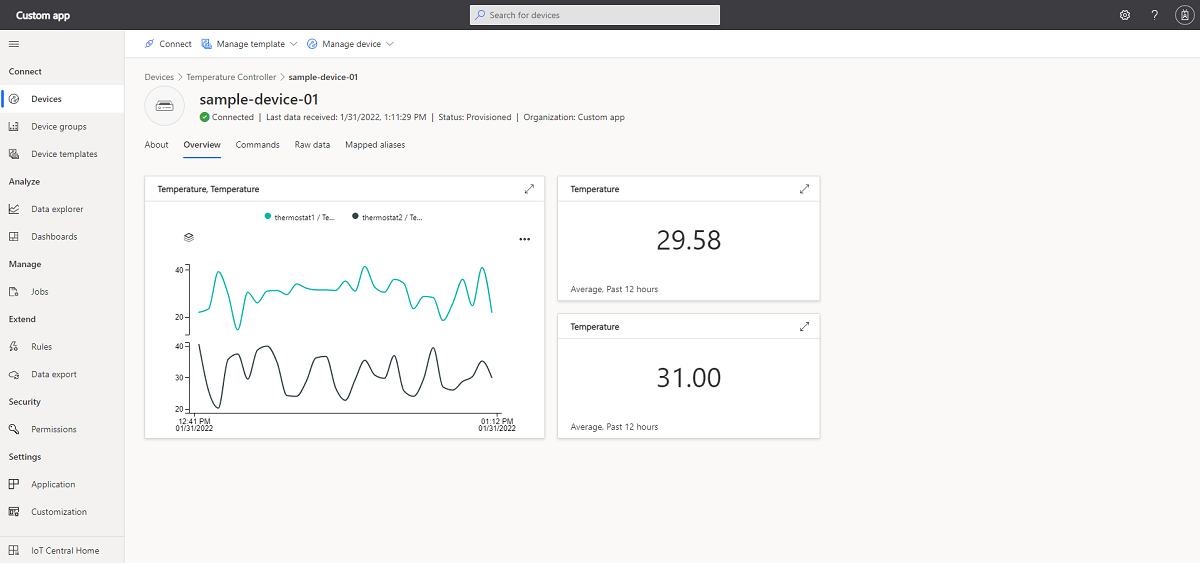 Custom app
Search for devices
?
Connect
Manage template
Manage device
Connect
Devices
Device groups
Device templates
Analyze
Data explorer
Dashboards
Manage
Jobs
Extend
Rules
Data export
Security
Permissions
Settings
Application
Customization
IoT Central Home
Devices > Temperature Controller > sample-device-01
sample-device-01
Connected | Last data received: 1/31/2022, 1:11:29 PM | Status: Provisioned | Organization: Custom app
About Overview Commands Raw data Mapped aliases
Temperature, Temperature
thermostat1 / Te... thermostat2 / Te...
40
20
40
30
20
12:41 PM 01:12 PM
01/31/2022 01/31/2022
Temperature
29.58
Average, Past 12 hours
Temperature
31.00
Average, Past 12 hours